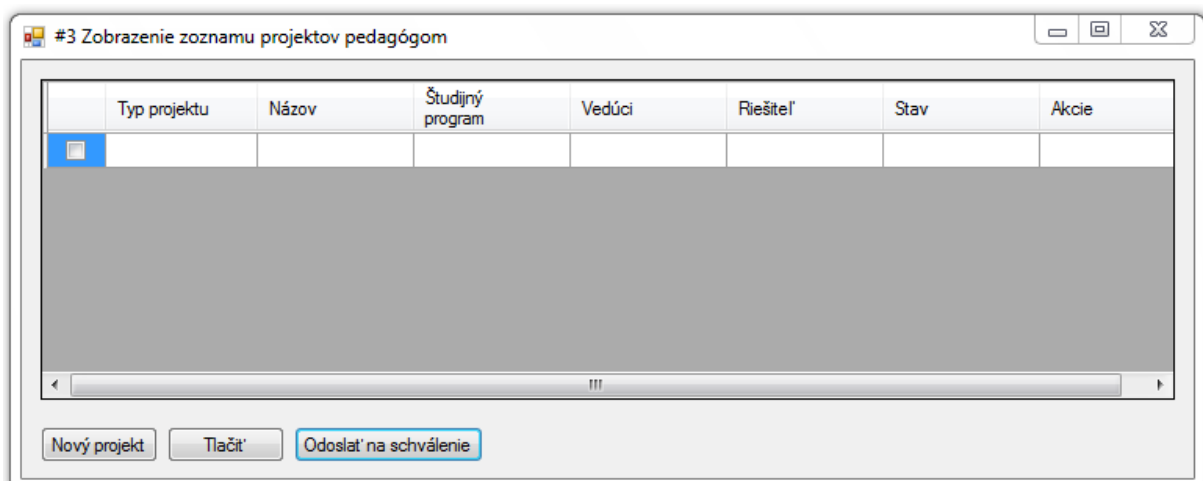 #3 Zobrazenie zoznamu projektov pedagógom
Typ projektu Názov Študijný program Vedúci Riešiteľ Stav Akcie
Nový projekt Tlačiť Odoslať na schválenie